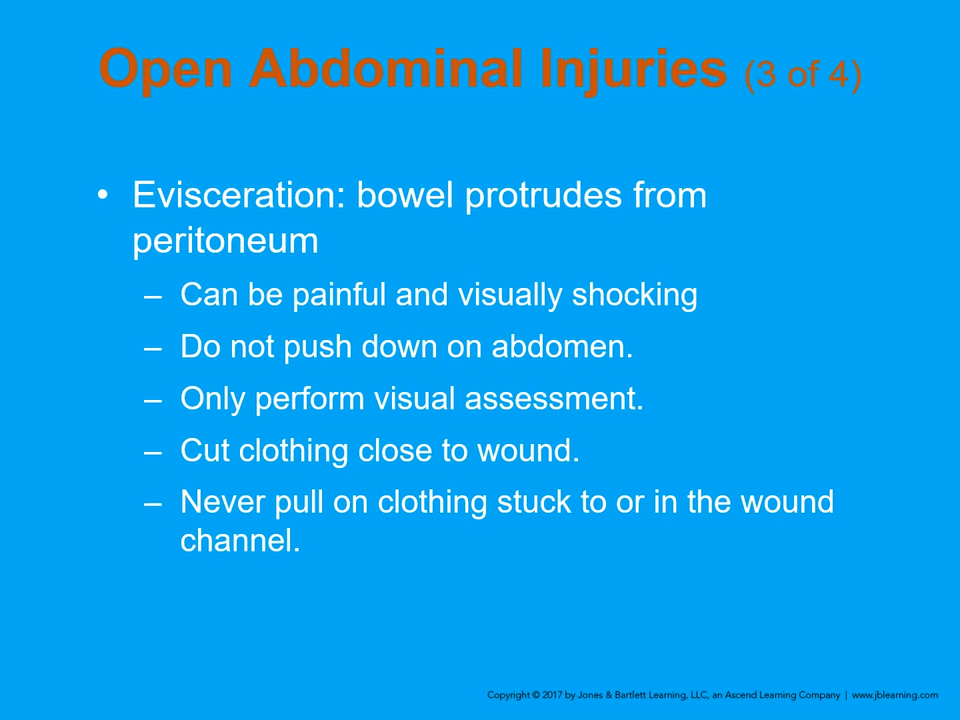 Open Abdominal Injuries (3 of 4)
• Evisceration: bowel protrudes from
peritoneum
– Can be painful and visually shocking
– Do not push down on abdomen.
– Only perform visual assessment.
– Cut clothing close to wound.
– Never pull on clothing stuck to or in the wound
channel.
Copyright © 2017 by Jones & Bartlett Learning, LLC, an Ascend Learning Company | www.jblearning.com